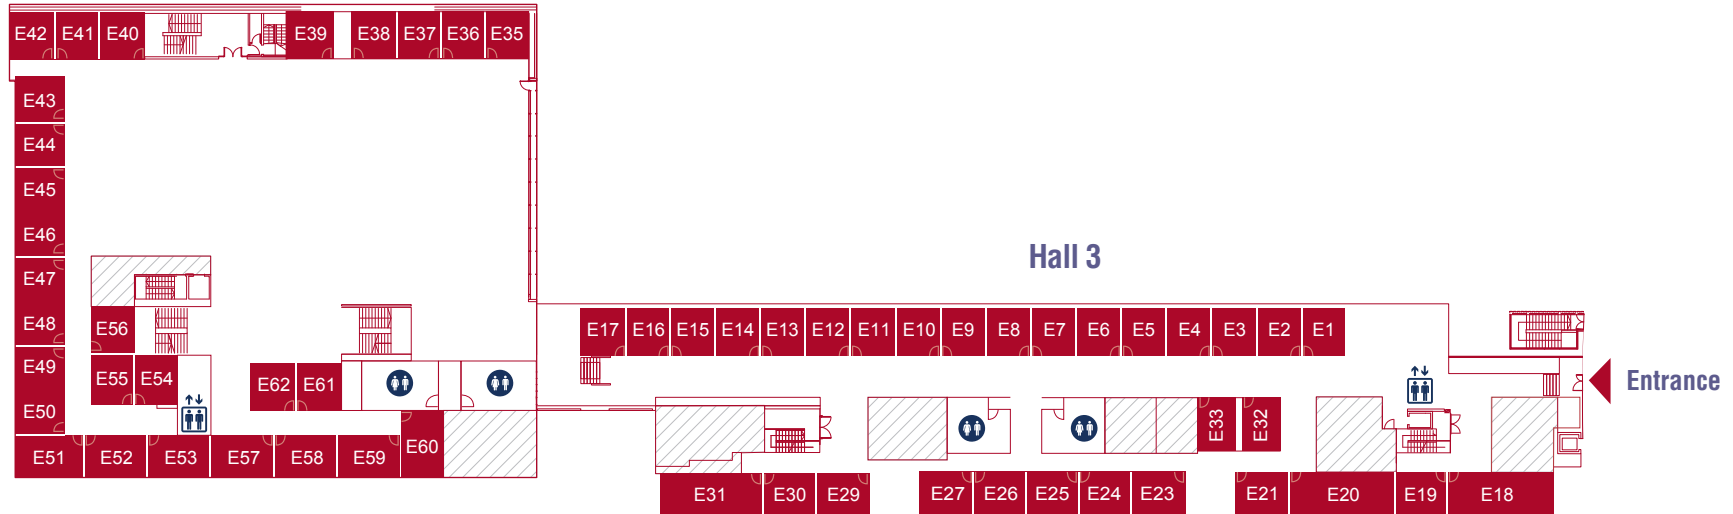 E42 E41 E40 E39 E38 E37 E36 E35
E43
E44
E45
E46
E47
E48
E49
E50
E56
E55 E54
E62 E61
E51 E52 E53 E57 E58 E59 E60
Hall 3
E17 E16 E15 E14 E13 E12 E11 E10 E9 E8 E7 E6 E5 E4 E3 E2 E1
Entrance
E33 E32
E31 E30 E29 E27 E26 E25 E24 E23 E21 E20 E19 E18